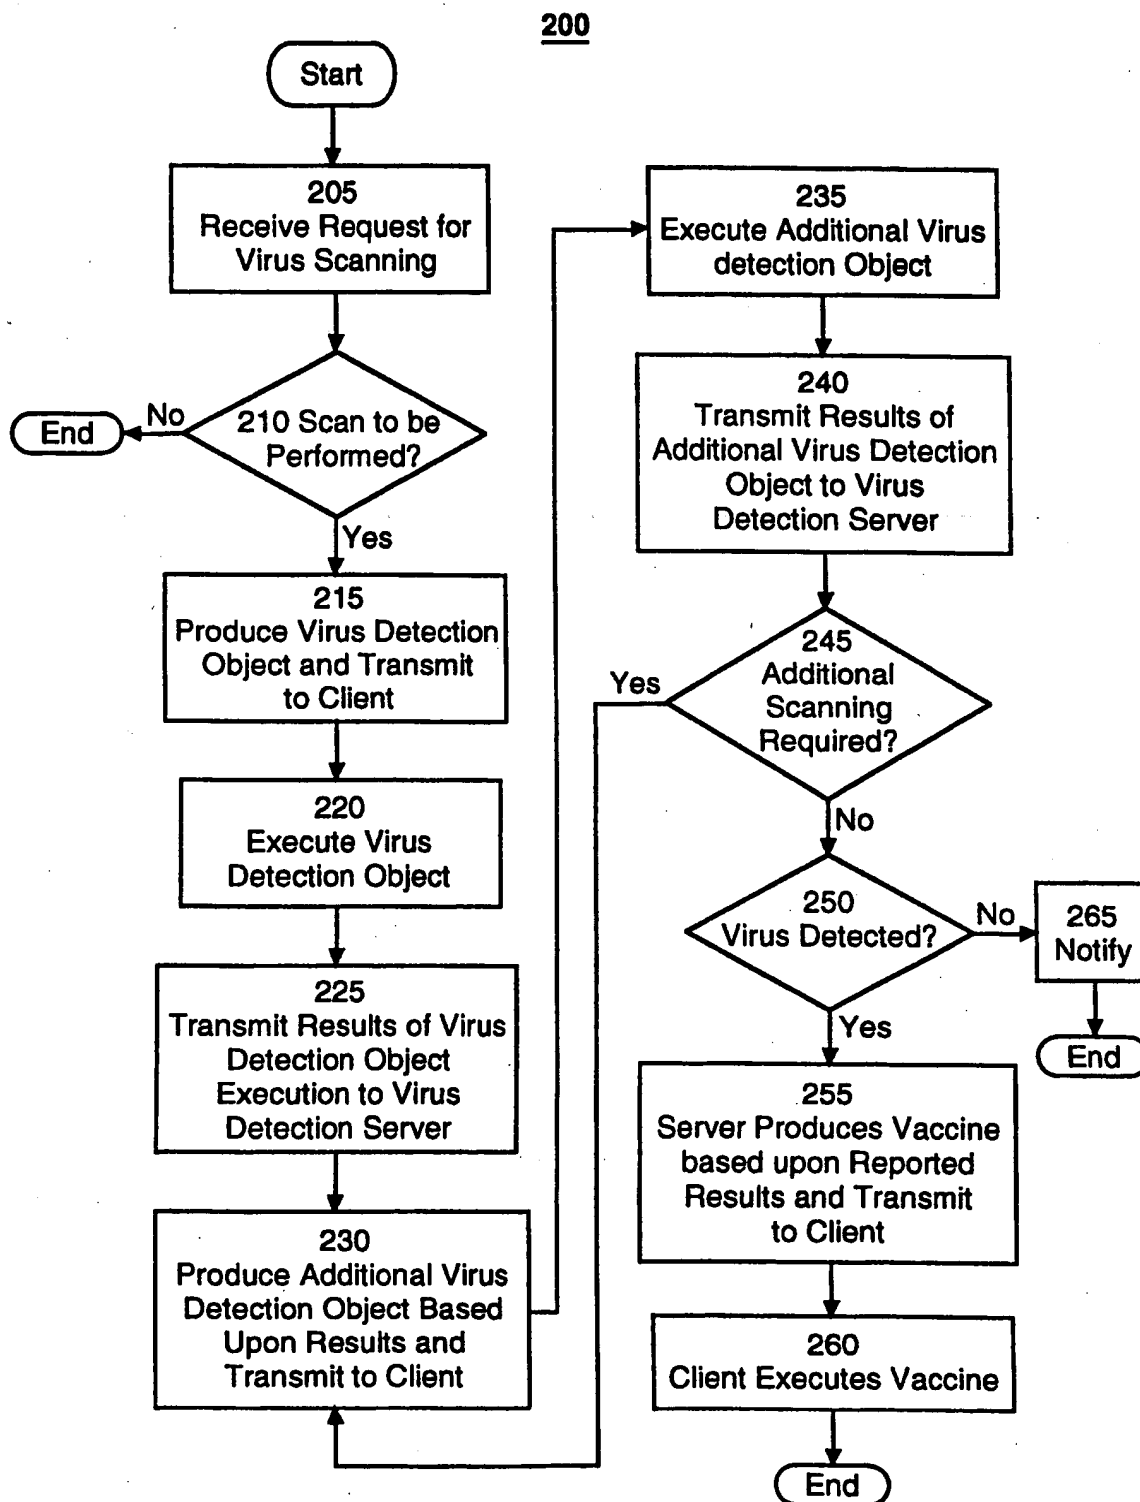 200
Start
205
Receive Request for
Virus Scanning
210 Scan to be
Performed?
No
End
Yes
215
Produce Virus Detection
Object and Transmit
to Client
220
Execute Virus
Detection Object
225
Transmit Results of Virus
Detection Object
Execution to Virus
Detection Server
230
Produce Additional Virus
Detection Object Based
Upon Results and
Transmit to Client
235
Execute Additional Virus
detection Object
240
Transmit Results of
Additional Virus Detection
Object to Virus
Detection Server
245
Additional
Scanning
Required?
Yes
No
250
Virus Detected?
No
265
Notify
End
Yes
255
Server Produces Vaccine
based upon Reported
Results and Transmit
to Client
260
Client Executes Vaccine
End